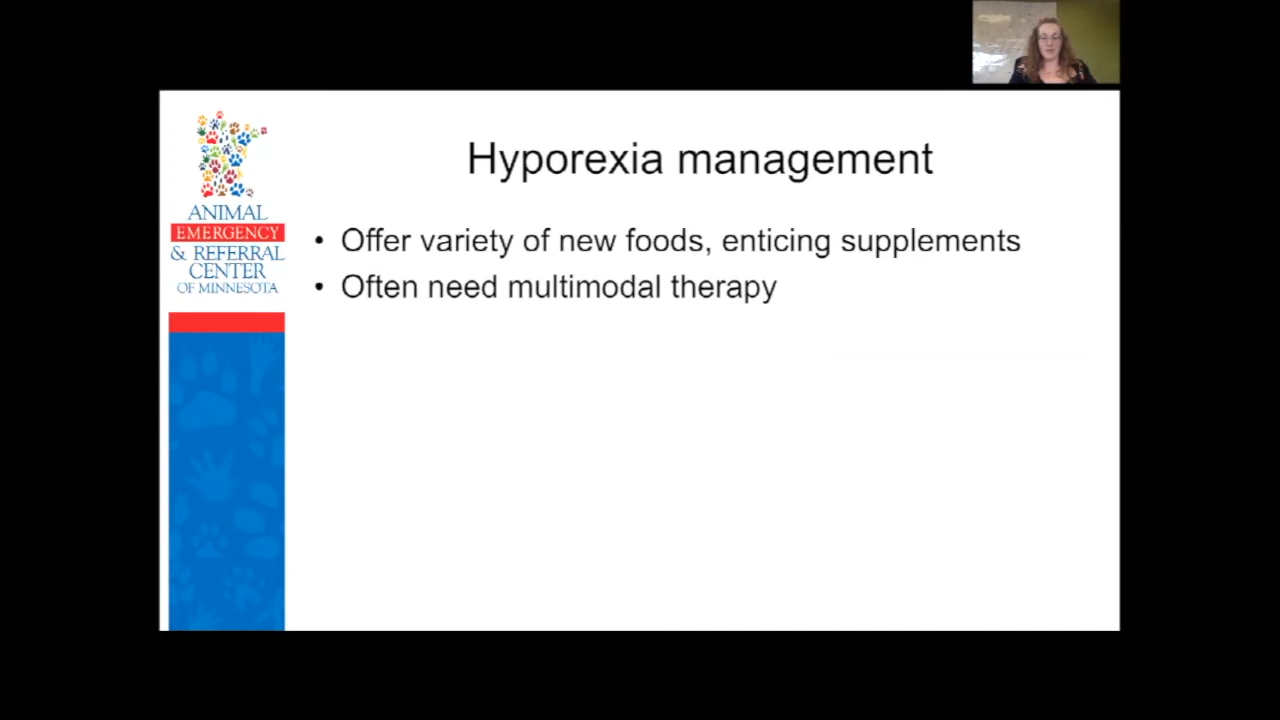 Hyporexia management
ANIMAL
EMERGENCY
& REFERRAL
CENTER
OF MINNESOTA
• Offer variety of new foods, enticing supplements
• Often need multimodal therapy